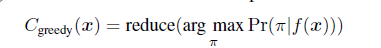 C_greedy(x) = reduce(arg max_π Pr(π|f(x)))